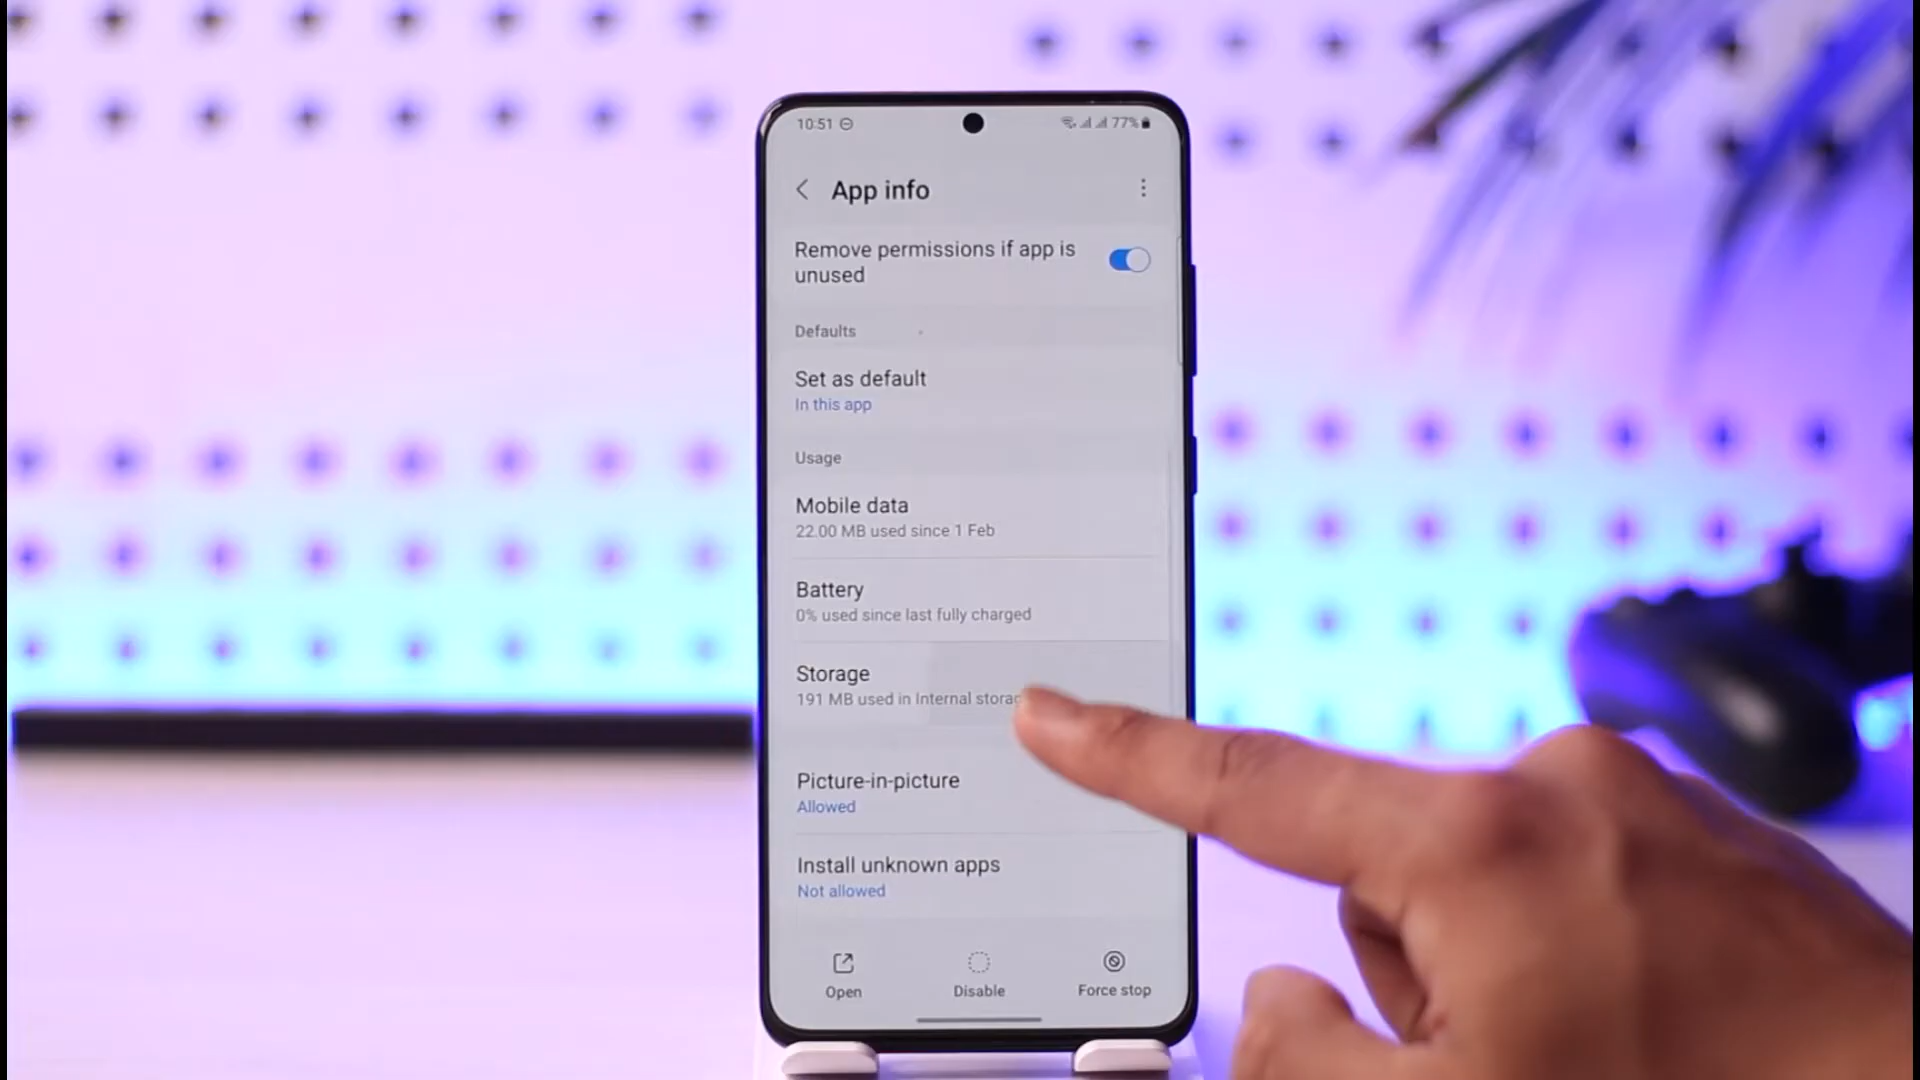 10:51 77%
App info
Remove permissions if app is
unused
Defaults
Set as default
In this app
Usage
Mobile data
22.00 MB used since 1 Feb
Battery
0% used since last fully charged
Storage
191 MB used in Internal storag
Picture-in-picture
Allowed
Install unknown apps
Not allowed
Open Disable Force stop